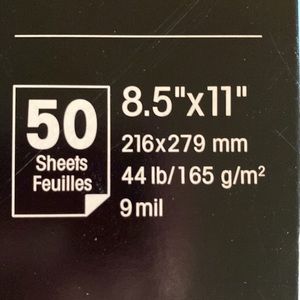 50
Sheets
Feuilles
8.5"x11"
216x279 mm
44 lb/165 g/m²
9 mil